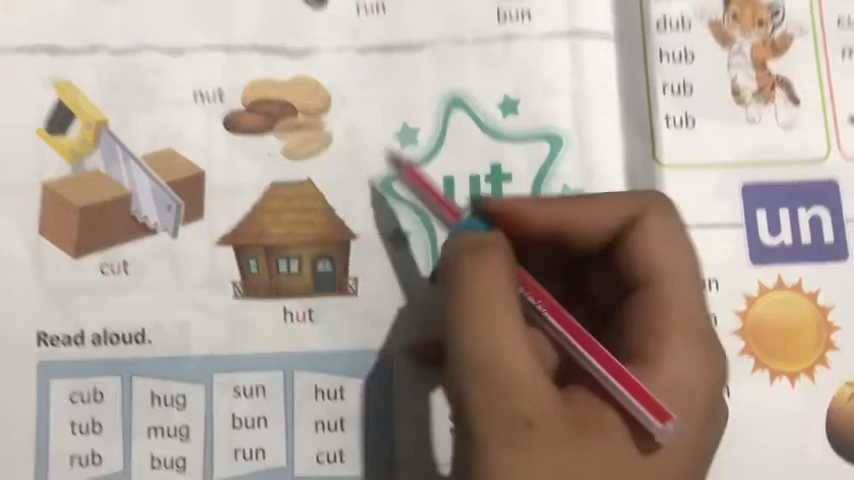 run
bun
nut
ut
cut
hut
Read aloud.
cub
tub
rub
hug
mug
bug
sun
bun
run
hut
nut
cut
dub
hub
rub
tub
un